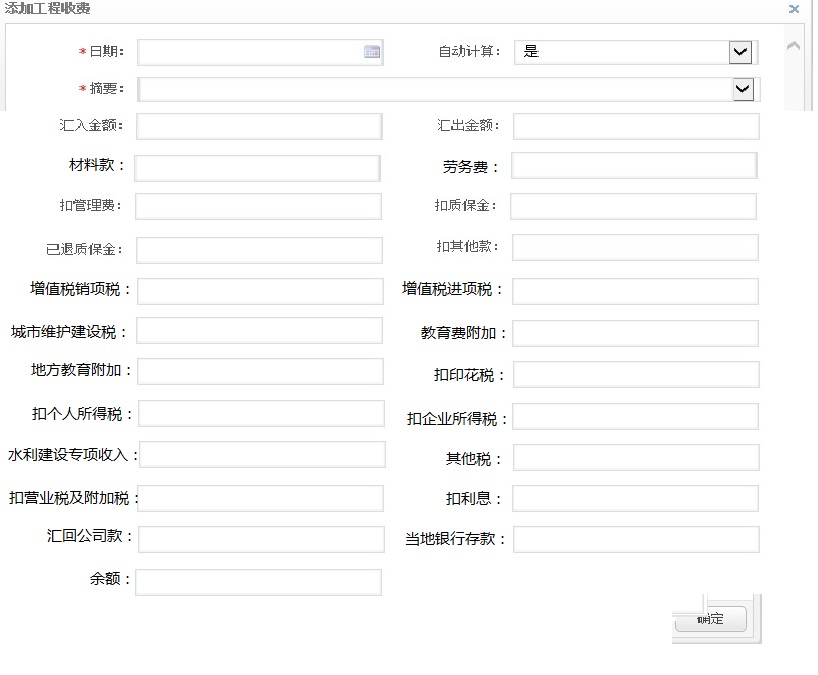 添加工程收费
*日期： 自动计算： 是
*摘要：
汇入金额： 汇出金额：
材料款： 劳务费：
扣管理费： 扣质保金：
已退质保金： 扣其他款：
增值税销项税： 增值税进项税：
城市维护建设税： 教育费附加：
地方教育附加： 扣印花税：
扣个人所得税： 扣企业所得税：
水利建设专项收入： 其他税：
扣营业税及附加税： 扣利息：
汇回公司款： 当地银行存款：
余额：
确定